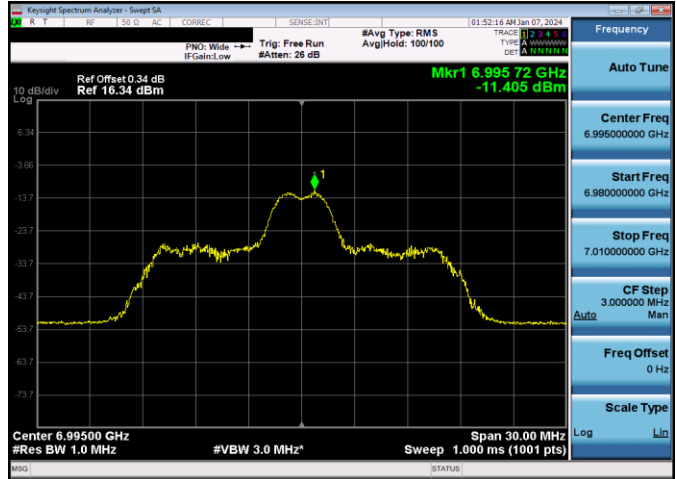 Keysight Spectrum Analyzer - Swept SA
R T RF 50 Ω AC CORREC SENSE:INT 01:52:16 AM Jan 07, 2024
Frequency
#Avg Type: RMS
TRACE 1 2 3 4 5 6
PNO: Wide Trig: Free Run Avg|Hold: 100/100
TYPE A WWWWW
IFGain:Low #Atten: 26 dB
DET A N N N N N
Auto Tune
Mkr1 6.995 72 GHz
Ref Offset 0.34 dB
10 dB/div Ref 16.34 dBm -11.405 dBm
Log
Center Freq
6.995000000 GHz
6.34
-3.66
1
Start Freq
6.980000000 GHz
-13.7
-23.7
Stop Freq
7.010000000 GHz
-33.7
-43.7
CF Step
3.000000 MHz
Auto Man
-53.7
Freq Offset
0 Hz
-63.7
-73.7
Scale Type
Log Lin
Center 6.99500 GHz Span 30.00 MHz
#Res BW 1.0 MHz #VBW 3.0 MHz* Sweep 1.000 ms (1001 pts)
MSG STATUS